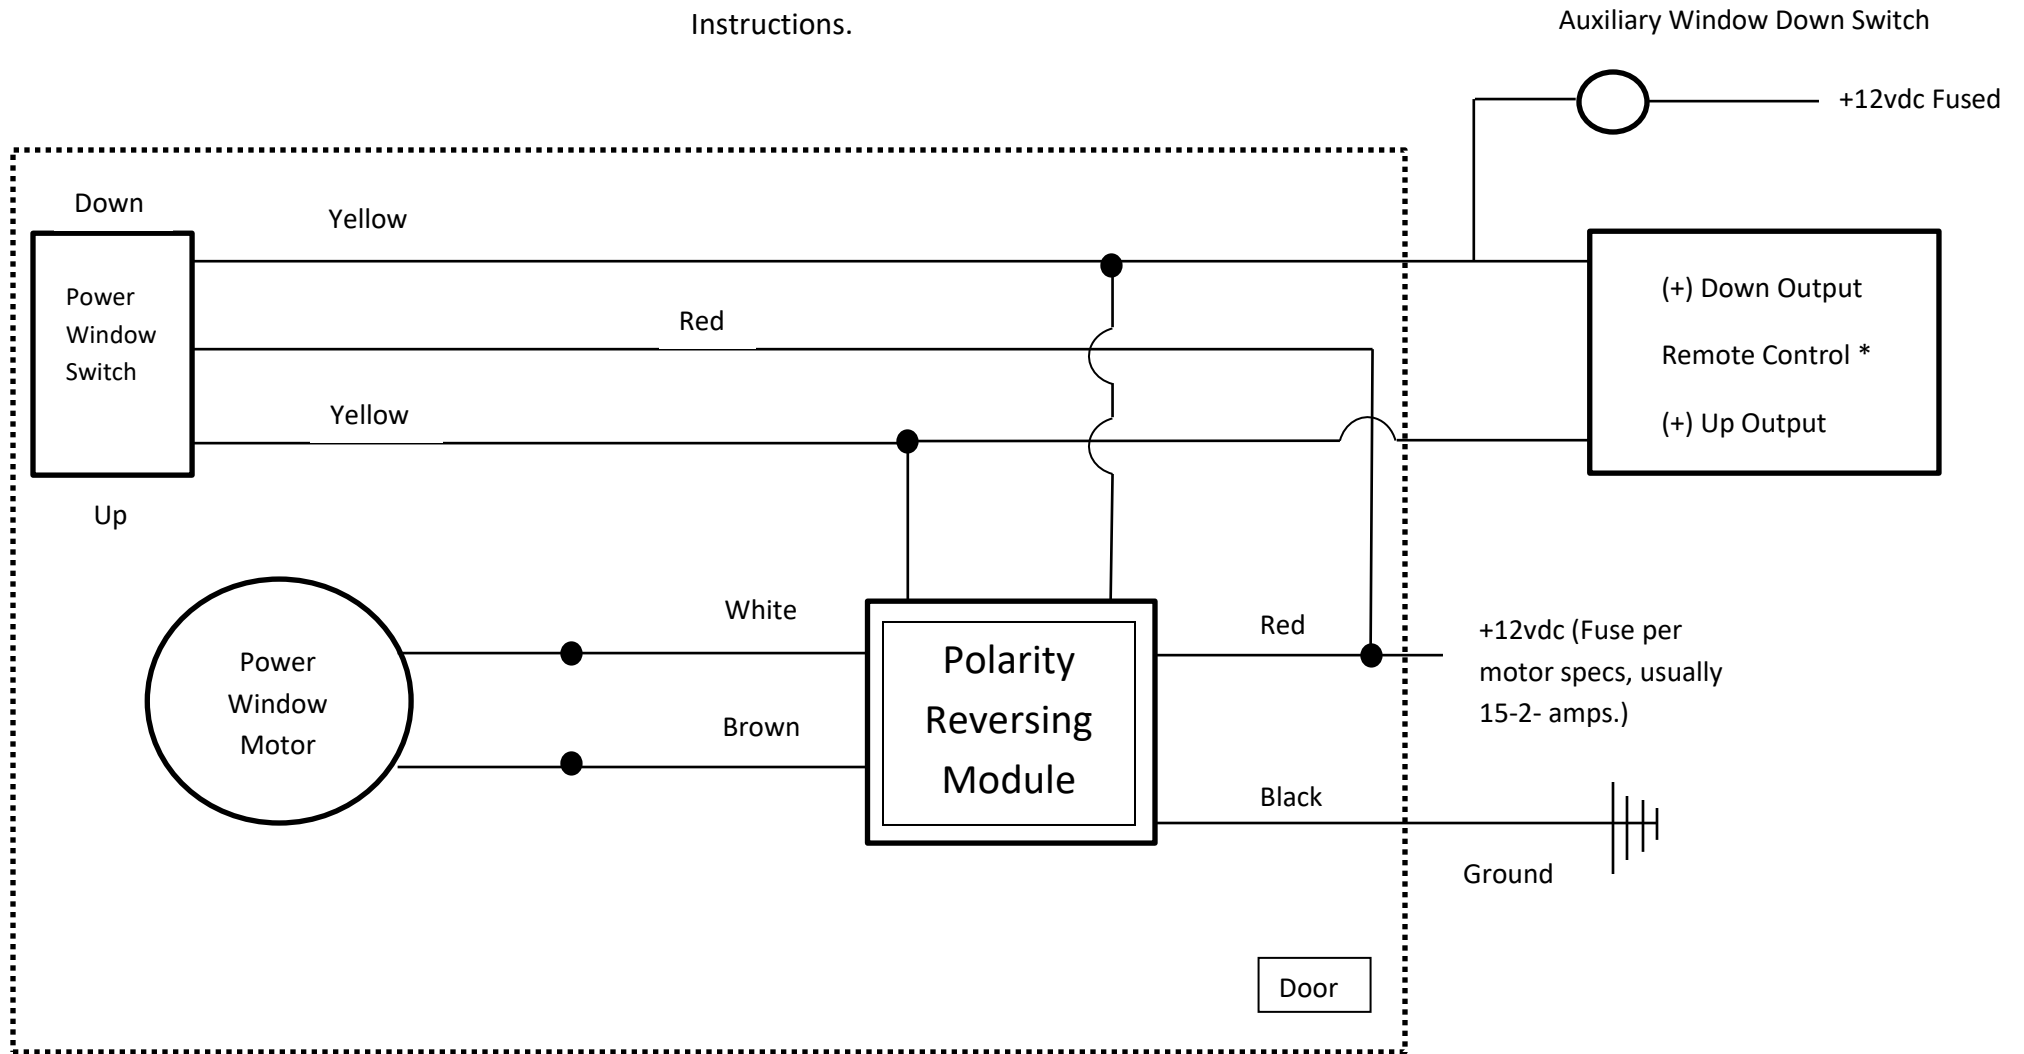 Instructions.
Auxiliary Window Down Switch
+12vdc Fused
Down
Yellow
Power
Window
Switch
Red
Yellow
Up
(+) Down Output
Remote Control *
(+) Up Output
Power
Window
Motor
White
Brown
Polarity
Reversing
Module
Red
+12vdc (Fuse per
motor specs, usually
15-2- amps.)
Black
Ground
Door